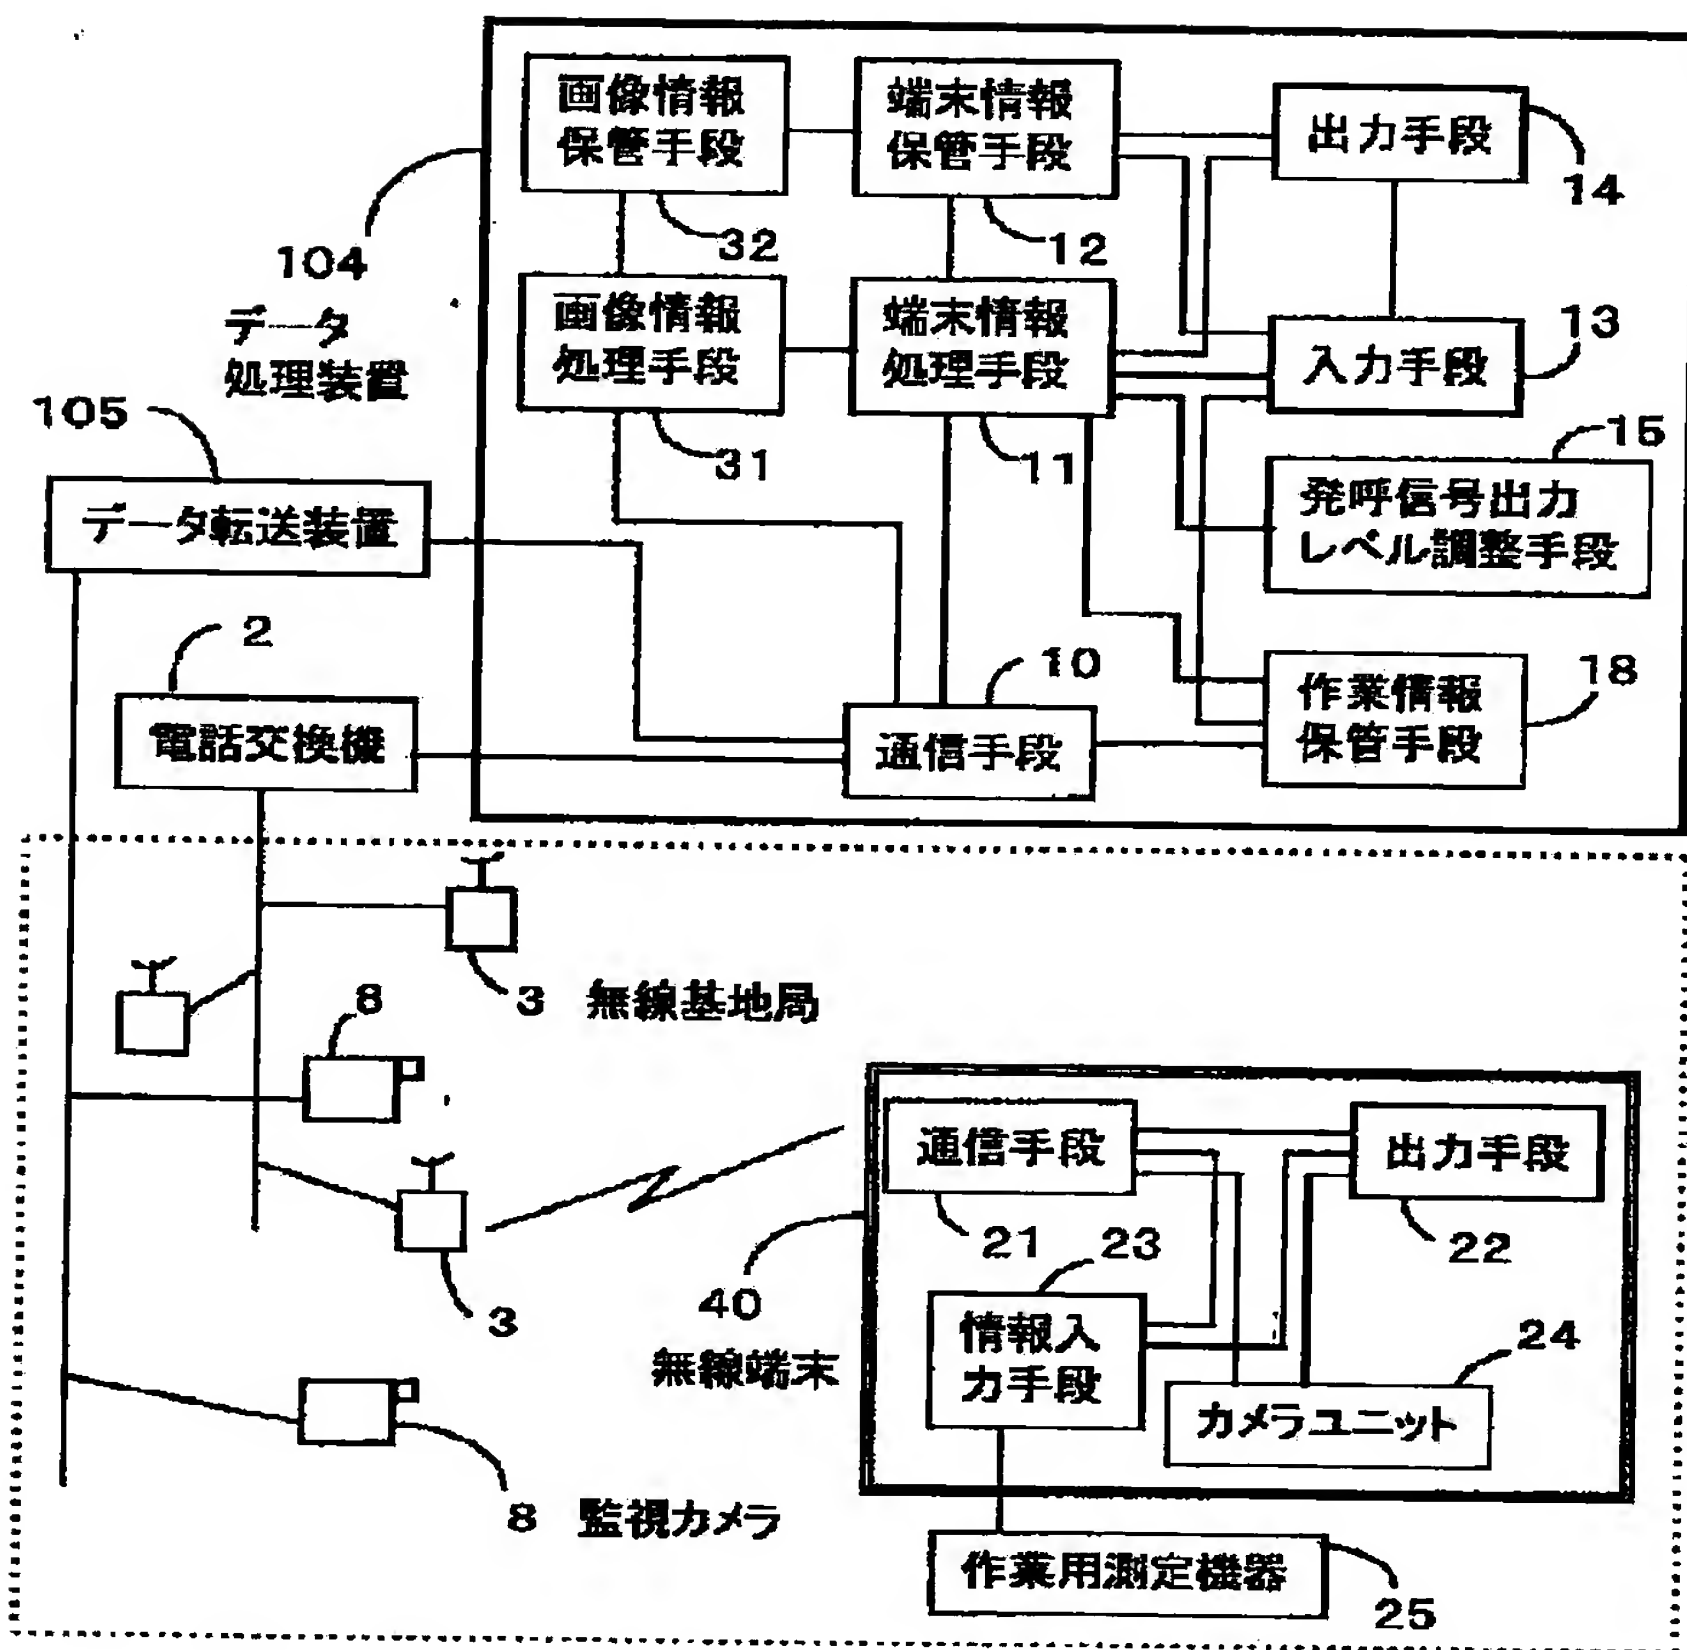 画像情報
保管手段
端末情報
保管手段
出力手段
14
32
12
104
データ
処理装置
画像情報
処理手段
端末情報
処理手段
入力手段
13
31
11
15
発呼信号出力
レベル調整手段
105
データ転送装置
2
電話交換機
10
通信手段
作業情報
保管手段
18
3 無線基地局
8
3
通信手段
21
出力手段
22
40
無線端末
23
情報入
力手段
24
カメラユニット
8 監視カメラ
作業用測定機器
25